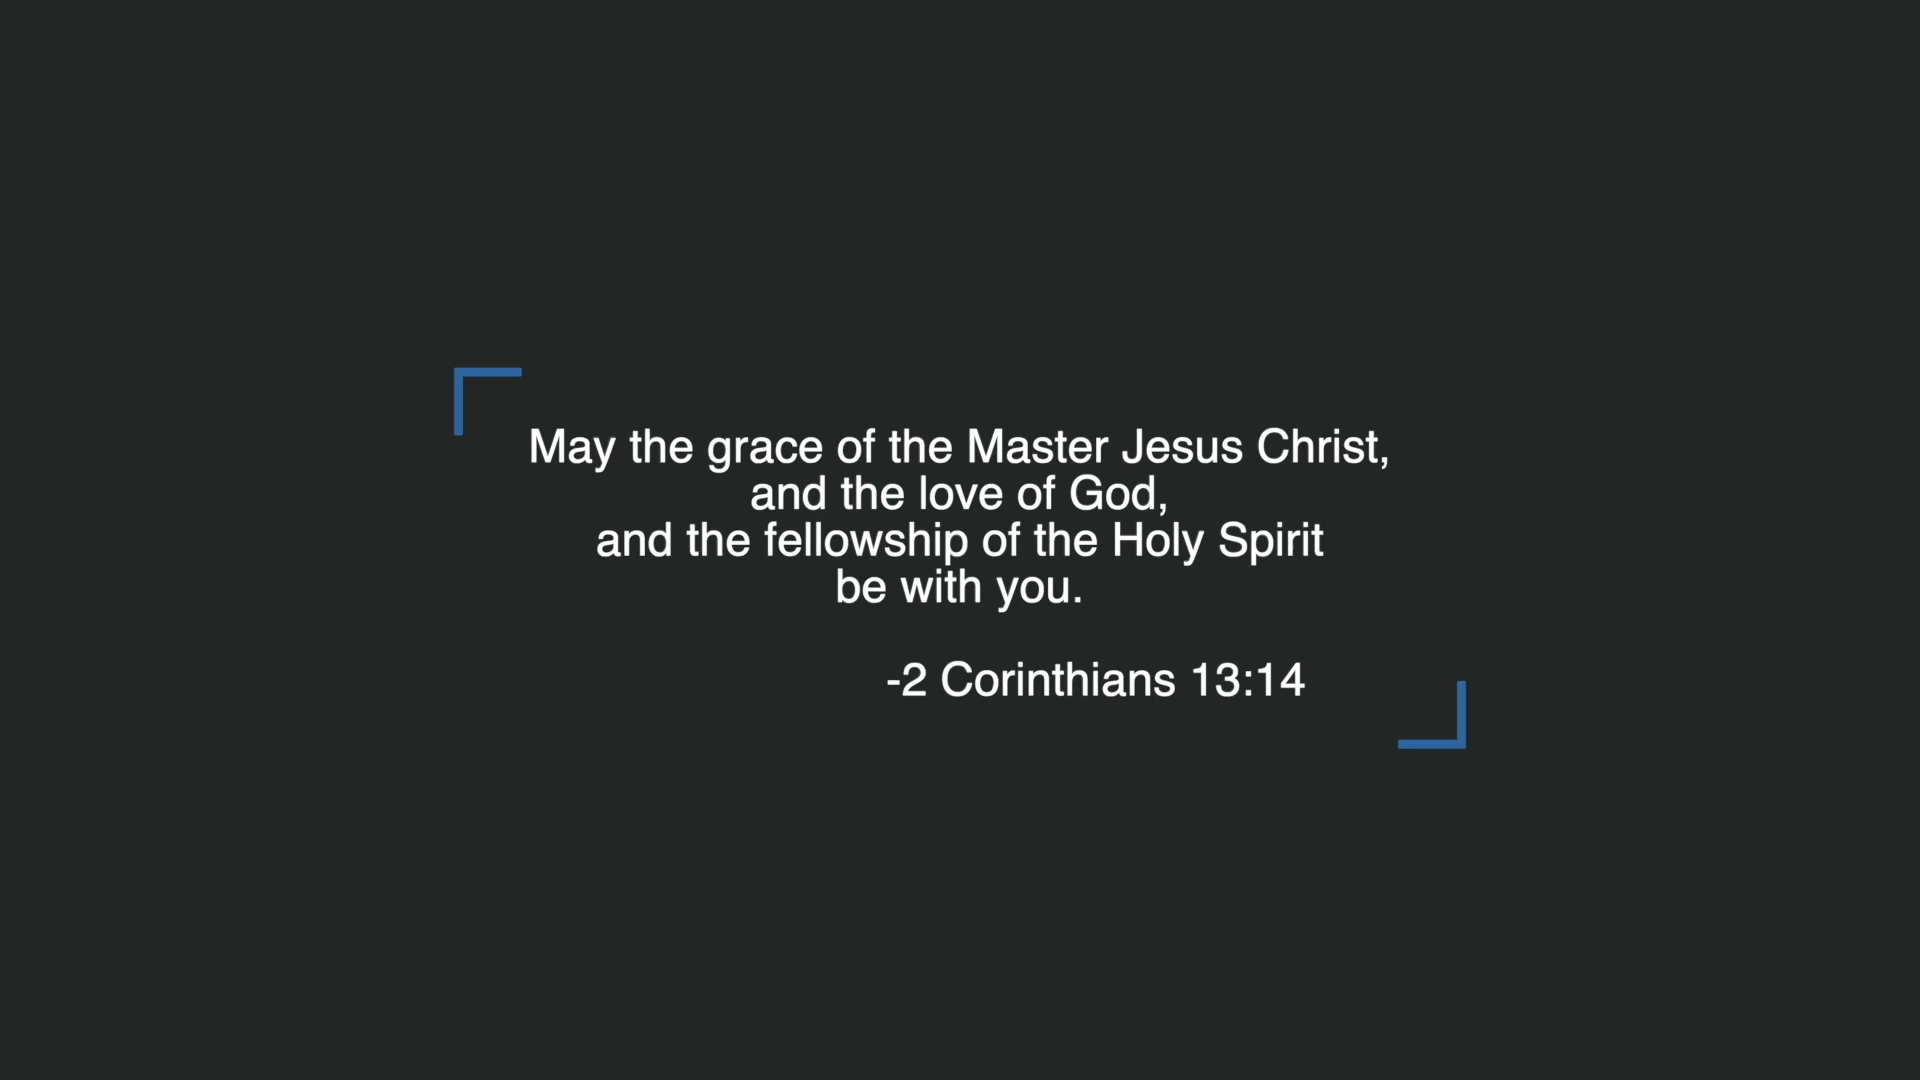 May the grace of the Master Jesus Christ,
and the love of God,
and the fellowship of the Holy Spirit
be with you.
-2 Corinthians 13:14